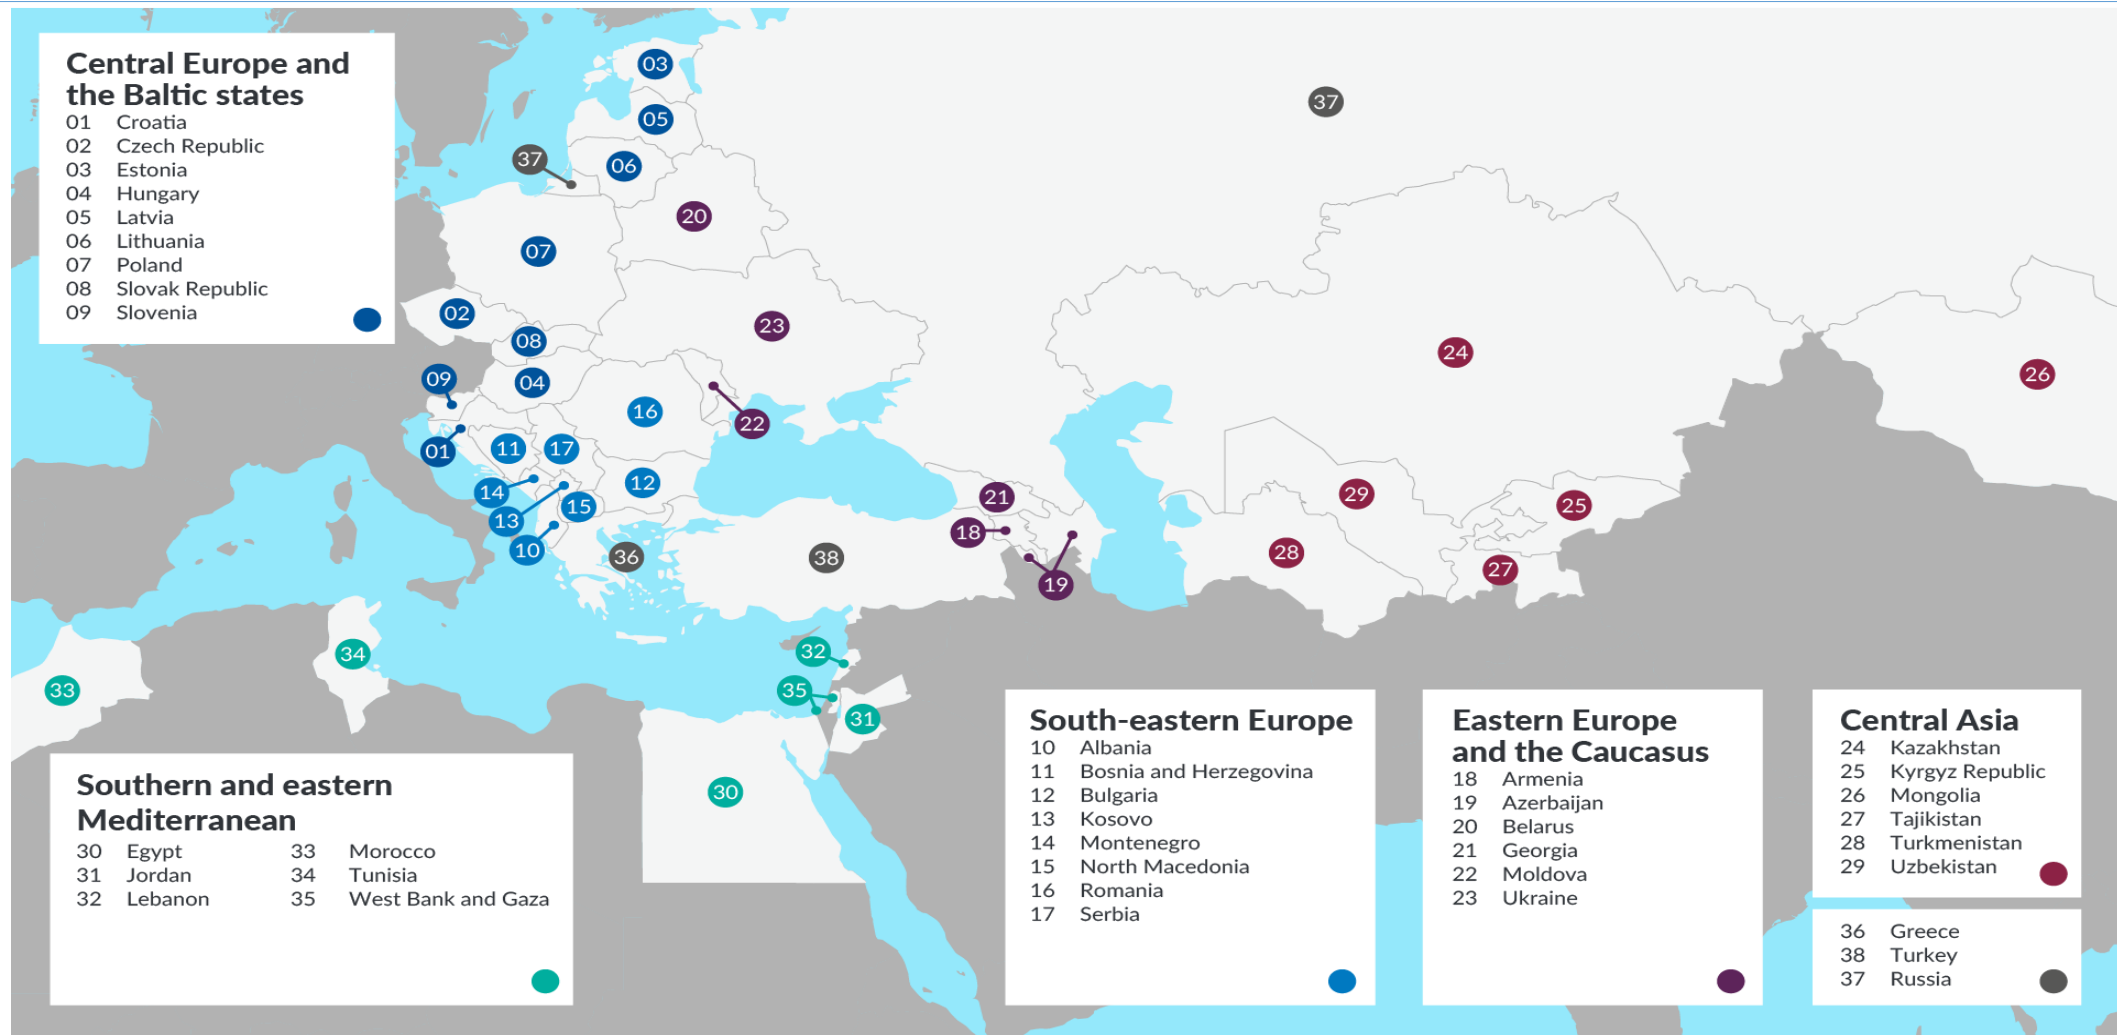 Central Europe and
the Baltic states
01 Croatia
02 Czech Republic
03 Estonia
04 Hungary
05 Latvia
06 Lithuania
07 Poland
08 Slovak Republic
09 Slovenia
03
05
37
37
06
20
07
02
23
08
24
09
04
26
16
22
01
11
17
14
12
29
21
25
13
15
18
10
36
38
28
27
19
32
34
33
35
31
30
Southern and eastern
Mediterranean
30 Egypt 33 Morocco
31 Jordan 34 Tunisia
32 Lebanon 35 West Bank and Gaza
South-eastern Europe
10 Albania
11 Bosnia and Herzegovina
12 Bulgaria
13 Kosovo
14 Montenegro
15 North Macedonia
16 Romania
17 Serbia
Eastern Europe
and the Caucasus
18 Armenia
19 Azerbaijan
20 Belarus
21 Georgia
22 Moldova
23 Ukraine
Central Asia
24 Kazakhstan
25 Kyrgyz Republic
26 Mongolia
27 Tajikistan
28 Turkmenistan
29 Uzbekistan
36 Greece
38 Turkey
37 Russia